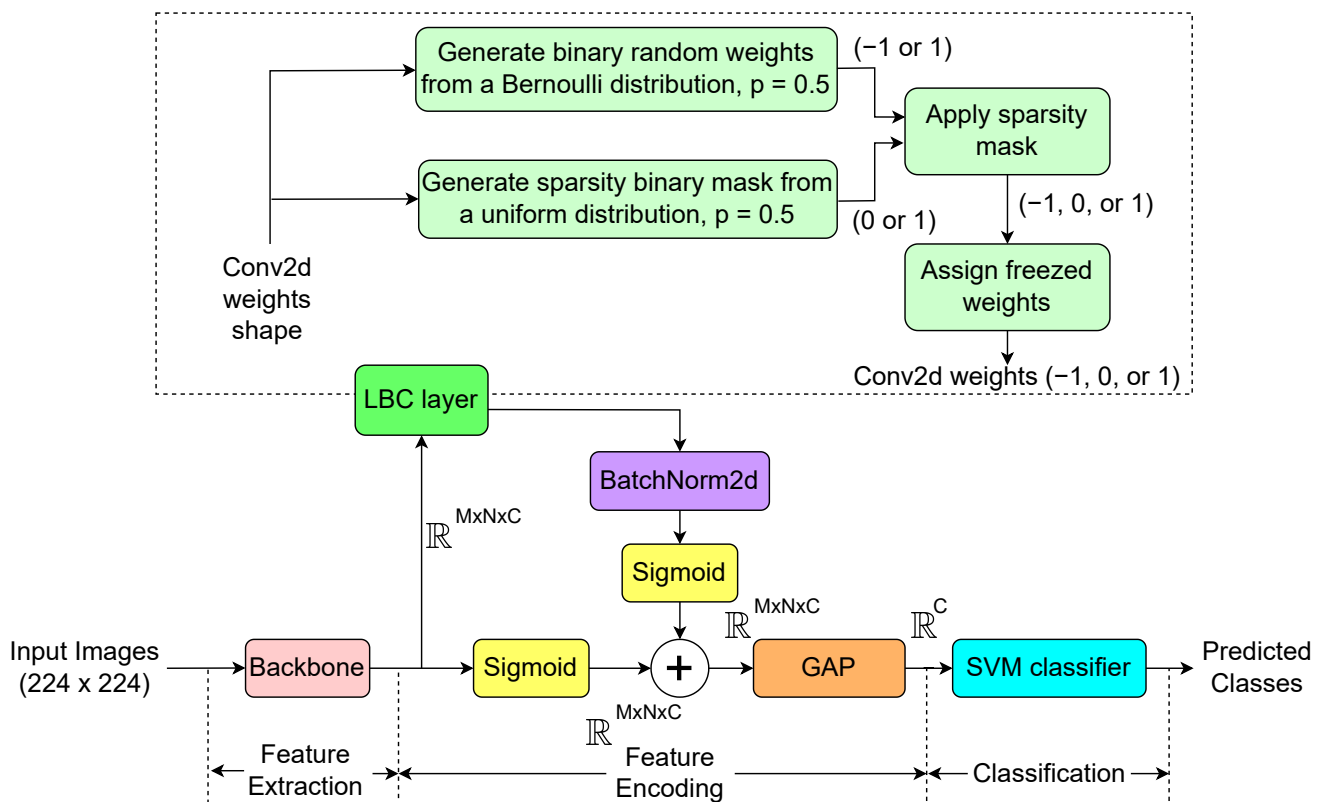 Generate binary random weights
from a Bernoulli distribution, p = 0.5
(−1 or 1)
Apply sparsity
mask
Generate sparsity binary mask from
a uniform distribution, p = 0.5
(0 or 1)
(−1, 0, or 1)
Conv2d
weights
shape
Assign freezed
weights
Conv2d weights (−1, 0, or 1)
LBC layer
BatchNorm2d
ℝ MxNxC
Sigmoid
ℝ MxNxC
ℝ C
Input Images
(224 x 224)
Backbone
Sigmoid
+
GAP
SVM classifier
Predicted
Classes
ℝ MxNxC
Feature
Extraction
Feature
Encoding
Classification